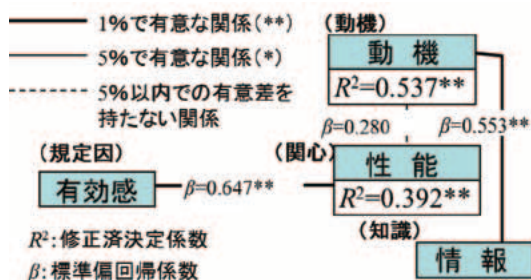 1%で有意な関係(**)
5%で有意な関係(*)
5%以内での有意差を
持たない関係
(動機)
動 機
R²=0.537**
β=0.280
β=0.553**
(規定因)
(関心)
有効感
β=0.647**
性 能
R²=0.392**
(知識)
情 報
R²:修正済決定係数
β:標準偏回帰係数